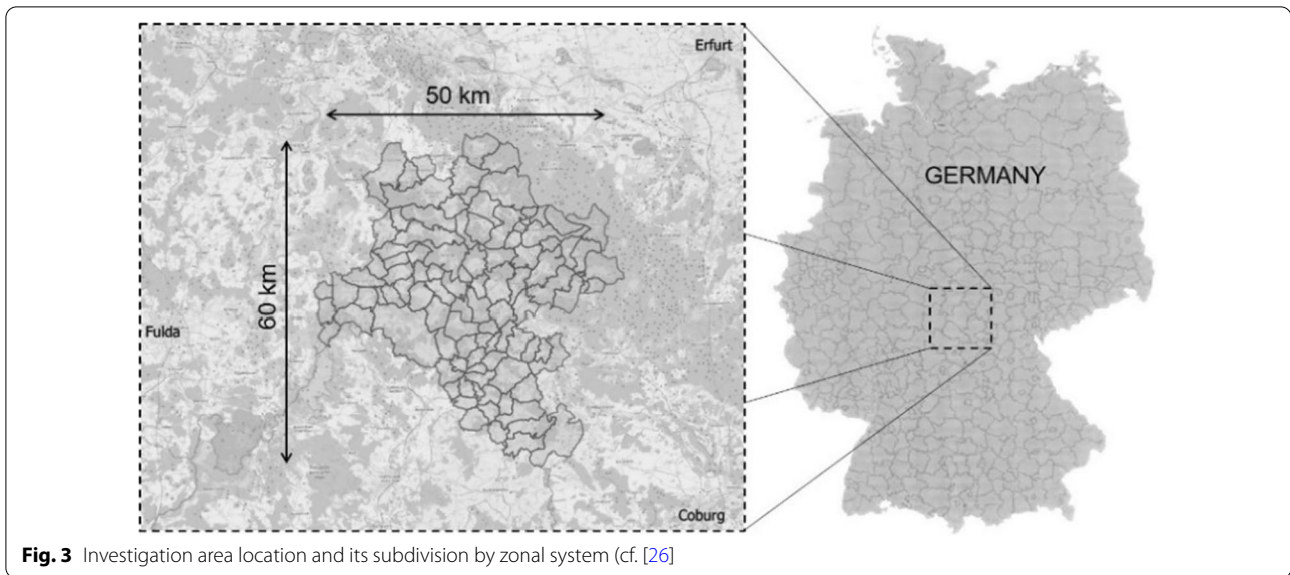 Erfurt
50 km
GERMANY
60 km
Fulda
Coburg
Fig. 3 Investigation area location and its subdivision by zonal system (cf. [26]